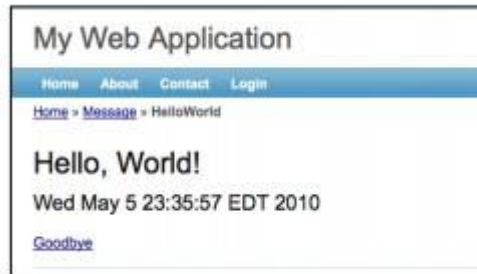 My Web Application
Home About Contact Login
Home » Message » HelloWorld
Hello, World!
Wed May 5 23:35:57 EDT 2010
Goodbye